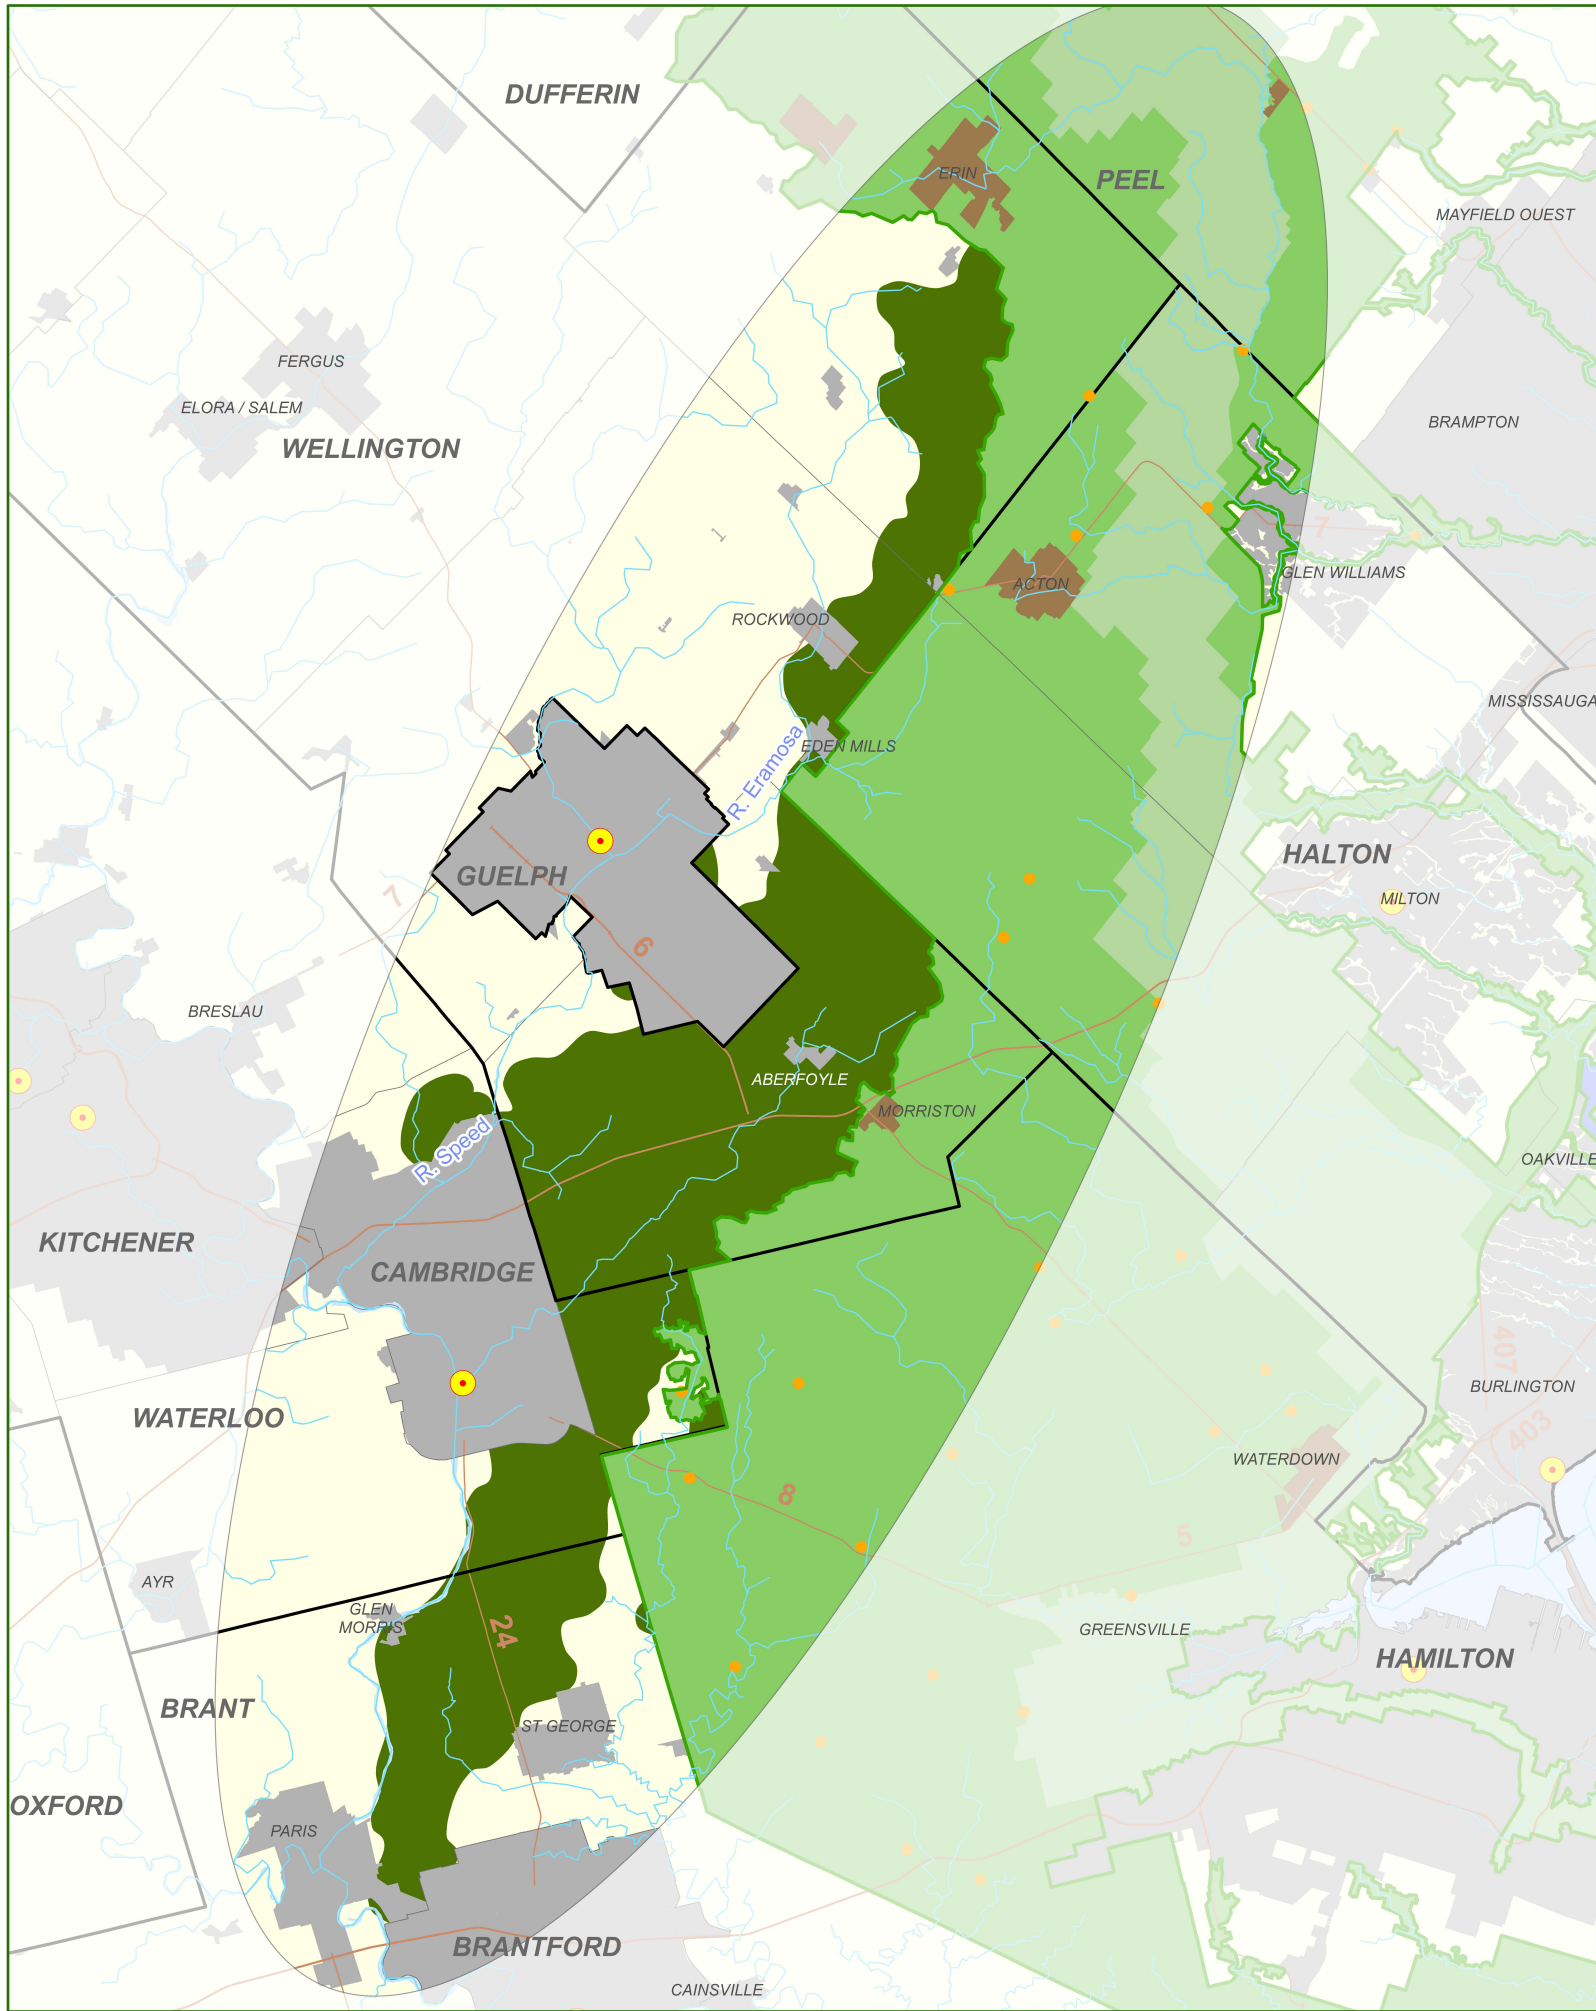 DUFFERIN
ERIN
PEEL
MAYFIELD OUEST
FERGUS
ELORA / SALEM
WELLINGTON
BRAMPTON
7
GLEN WILLIAMS
ACTON
ROCKWOOD
MISSISSAUGA
EDEN MILLS
R. Eramosa
HALTON
GUELPH
7
MILTON
6
BRESLAU
ABERFOYLE
MORRISTON
R. Speed
OAKVILLE
KITCHENER
CAMBRIDGE
407
BURLINGTON
WATERLOO
403
WATERDOWN
8
5
AYR
GLEN
MORRIS
24
GREENSVILLE
HAMILTON
BRANT
ST GEORGE
OXFORD
PARIS
BRANTFORD
CAINSVILLE